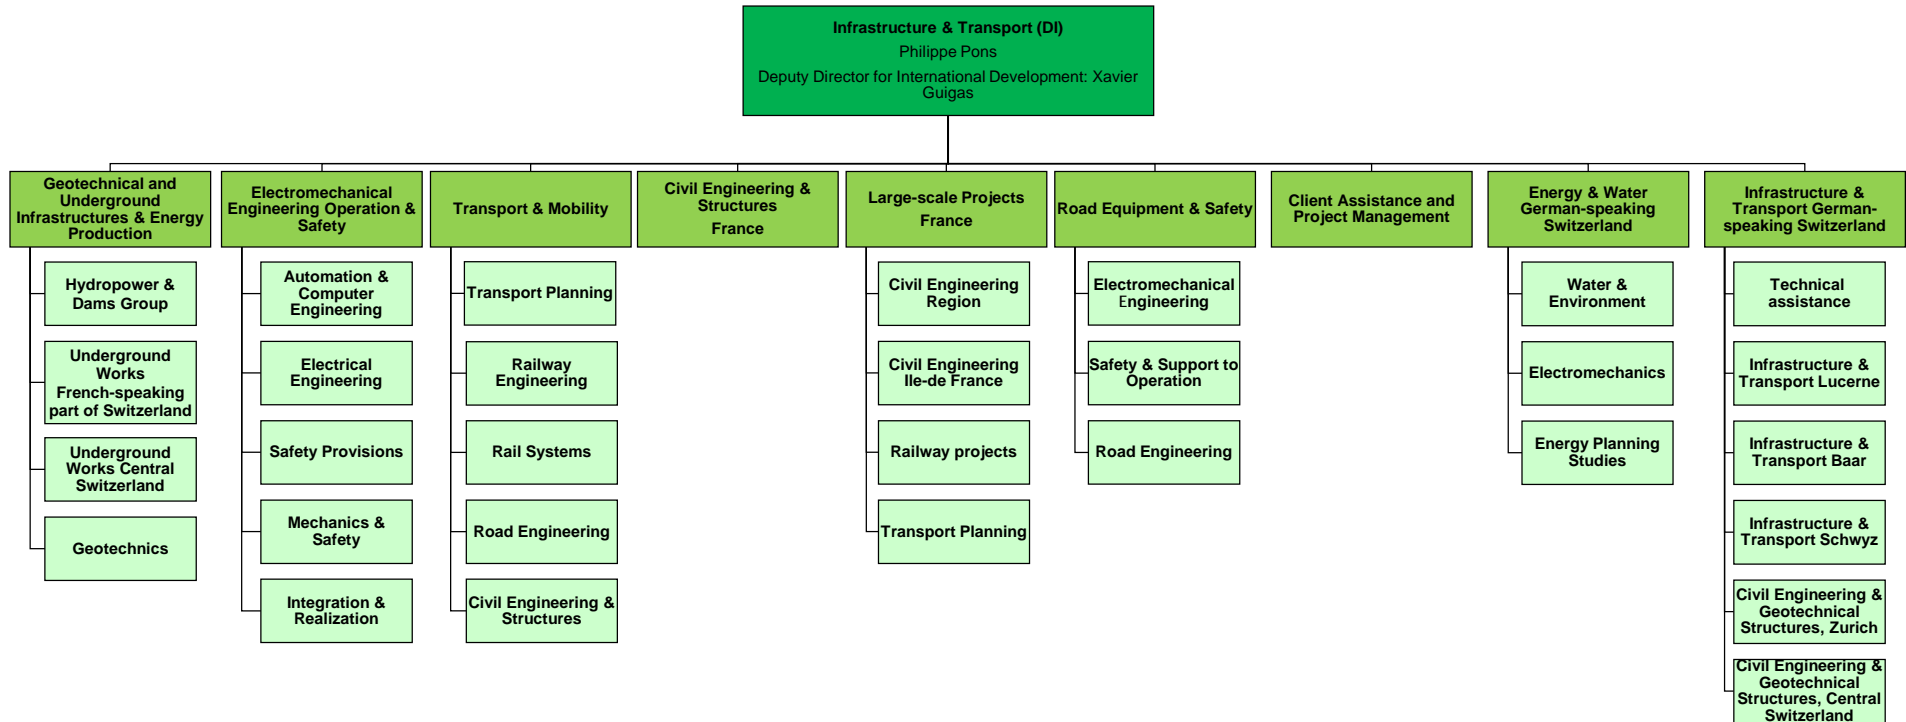 Infrastructure & Transport (DI)
Philippe Pons
Deputy Director for International Development: Xavier
Guigas
Geotechnical and
Underground
Infrastructures & Energy
Production
Electromechanical
Engineering Operation &
Safety
Transport & Mobility
Civil Engineering &
Structures
France
Large-scale Projects
France
Road Equipment & Safety
Client Assistance and
Project Management
Energy & Water
German-speaking
Switzerland
Infrastructure &
Transport German-
speaking Switzerland
Hydropower &
Dams Group
Underground
Works
French-speaking
part of Switzerland
Underground
Works Central
Switzerland
Geotechnics
Automation &
Computer
Engineering
Electrical
Engineering
Safety Provisions
Mechanics &
Safety
Integration &
Realization
Transport Planning
Railway
Engineering
Rail Systems
Road Engineering
Civil Engineering &
Structures
Civil Engineering
Region
Civil Engineering
Ile-de France
Railway projects
Transport Planning
Electromechanical
Engineering
Safety & Support to
Operation
Road Engineering
Water &
Environment
Electromechanics
Energy Planning
Studies
Technical
assistance
Infrastructure &
Transport Lucerne
Infrastructure &
Transport Baar
Infrastructure &
Transport Schwyz
Civil Engineering &
Geotechnical
Structures, Zurich
Civil Engineering &
Geotechnical
Structures, Central
Switzerland